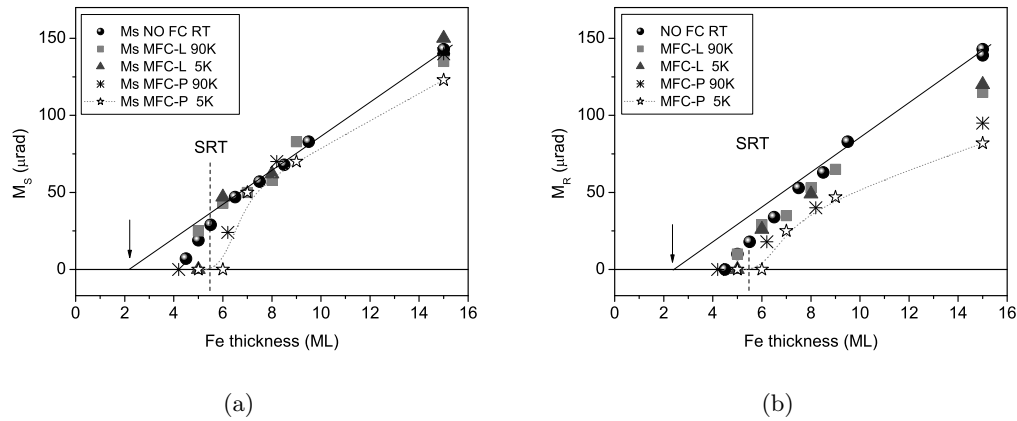 Ms NO FC RT
Ms MFC-L 90K
Ms MFC-L 5K
Ms MFC-P 90K
Ms MFC-P 5K
SRT
150
100
50
0
M_S (μrad)
0 2 4 6 8 10 12 14 16
Fe thickness (ML)
(a)
NO FC RT
MFC-L 90K
MFC-L 5K
MFC-P 90K
MFC-P 5K
SRT
150
100
50
0
M_R (μrad)
0 2 4 6 8 10 12 14 16
Fe thickness (ML)
(b)